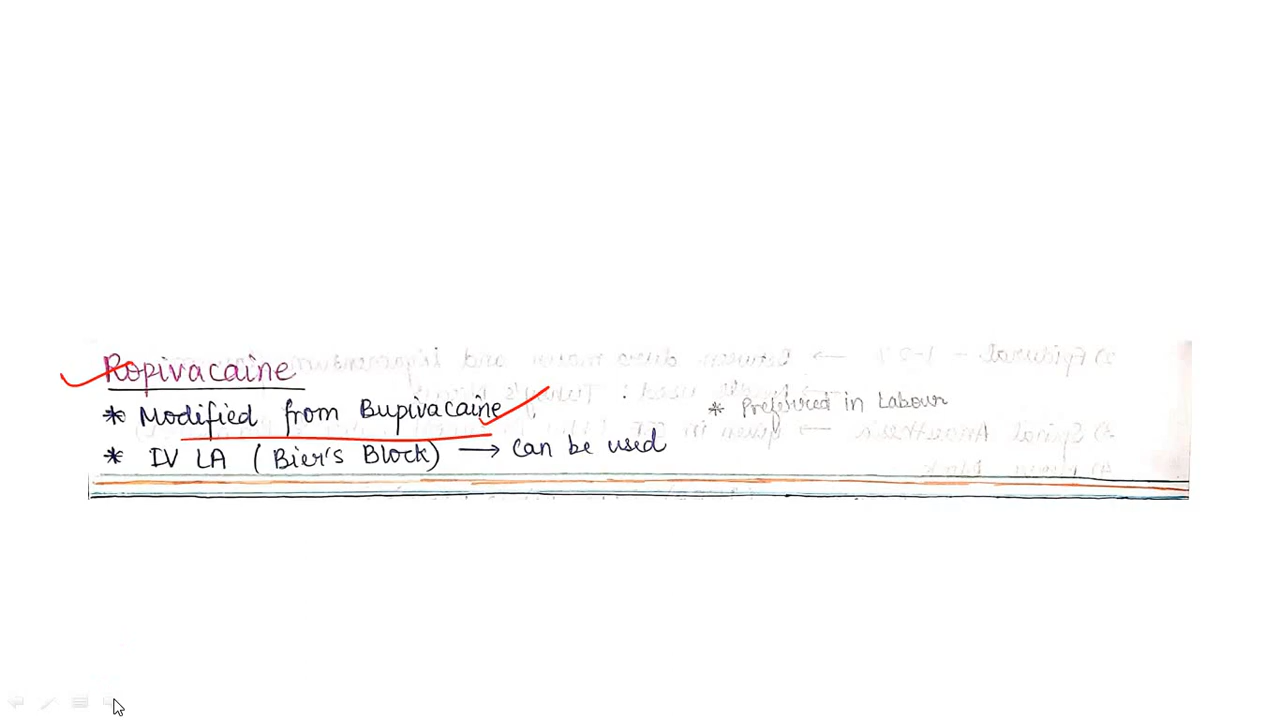 Ropivacaine
* Modified from Bupivacaine.
* Preferred in Labour
* IV LA (Bier's Block) → can be used